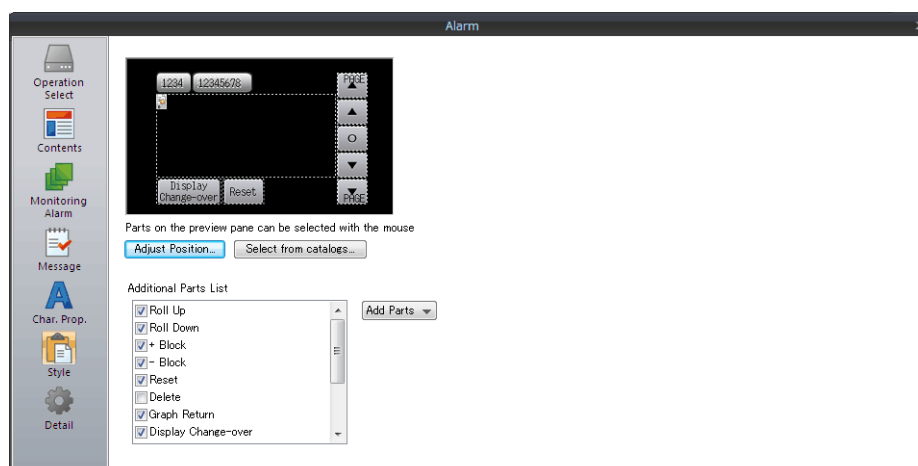 Alarm
Operation
Select
Contents
Monitoring
Alarm
Message
Char. Prop.
Style
Detail
1234 12345678
PAGE
O
Display
Change-over Reset
PAGE
Parts on the preview pane can be selected with the mouse
Adjust Position... Select from catalogs...
Additional Parts List
Roll Up
Roll Down
+ Block
- Block
Reset
Delete
Graph Return
Display Change-over
Add Parts